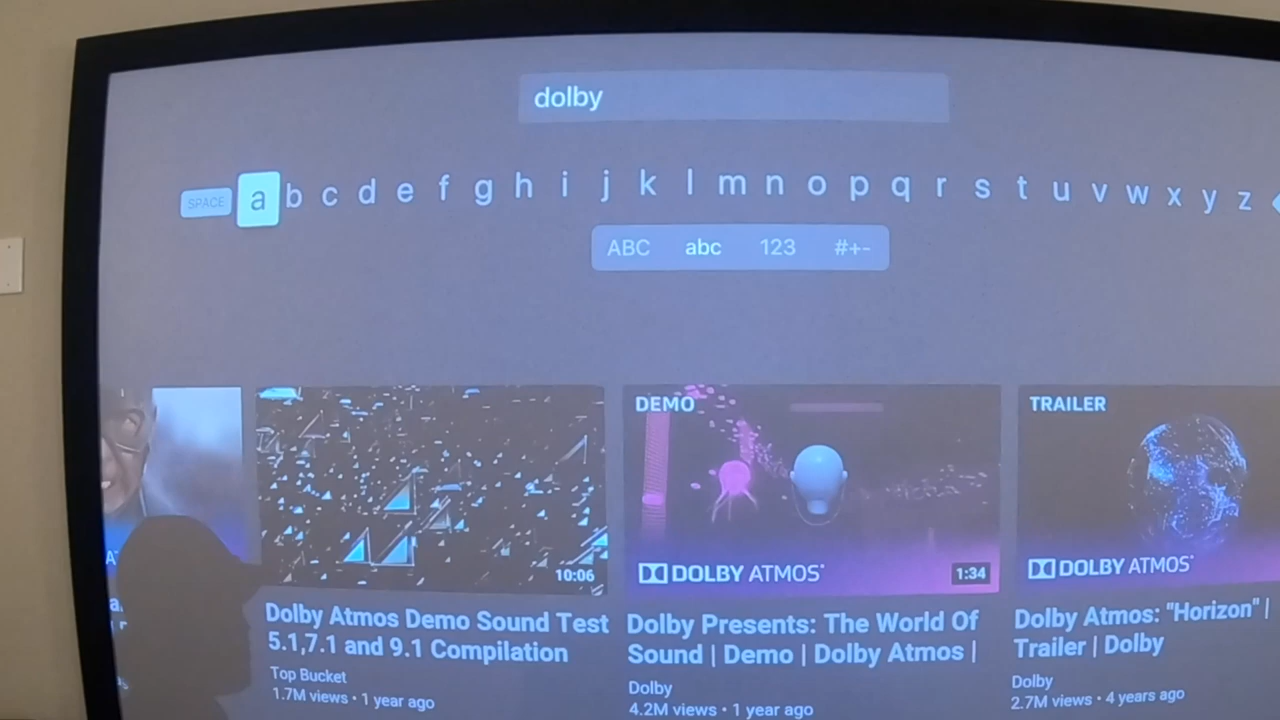 dolby
SPACE a b c d e f g h i j k l m n o p q r s t u v w x y z
ABC abc 123 #+-
DEMO
TRAILER
10:06
DOLBY ATMOS
1:34
DOLBY ATMOS
Dolby Atmos Demo Sound Test
5.1,7.1 and 9.1 Compilation
Top Bucket
1.7M views • 1 year ago
Dolby Presents: The World Of
Sound | Demo | Dolby Atmos |
Dolby
4.2M views • 1 year ago
Dolby Atmos: "Horizon" |
Trailer | Dolby
Dolby
2.7M views • 4 years ago